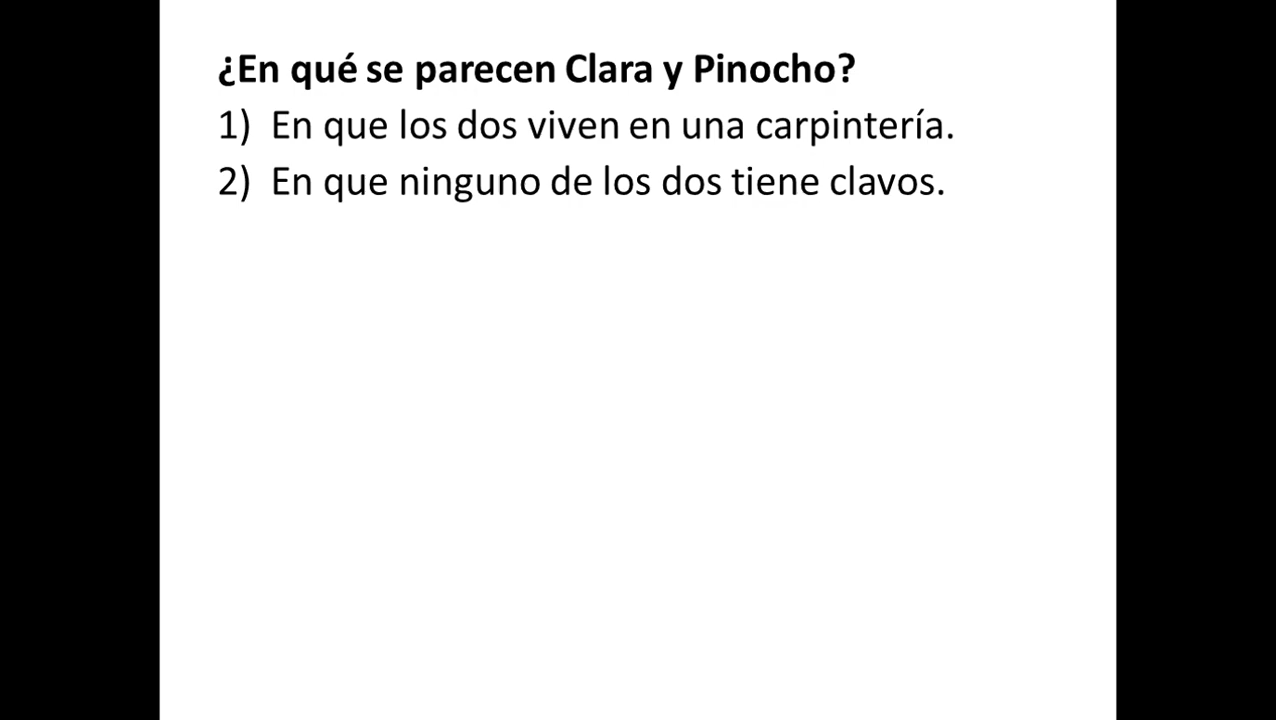 ¿En qué se parecen Clara y Pinocho?
1) En que los dos viven en una carpintería.
2) En que ninguno de los dos tiene clavos.